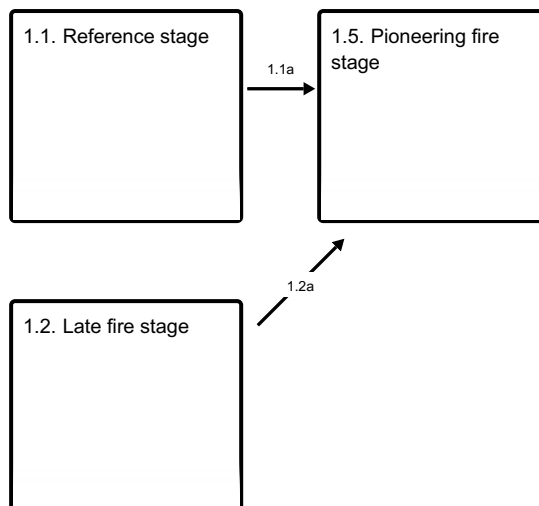 1.1. Reference stage
1.1a
1.5. Pioneering fire
stage
1.2a
1.2. Late fire stage